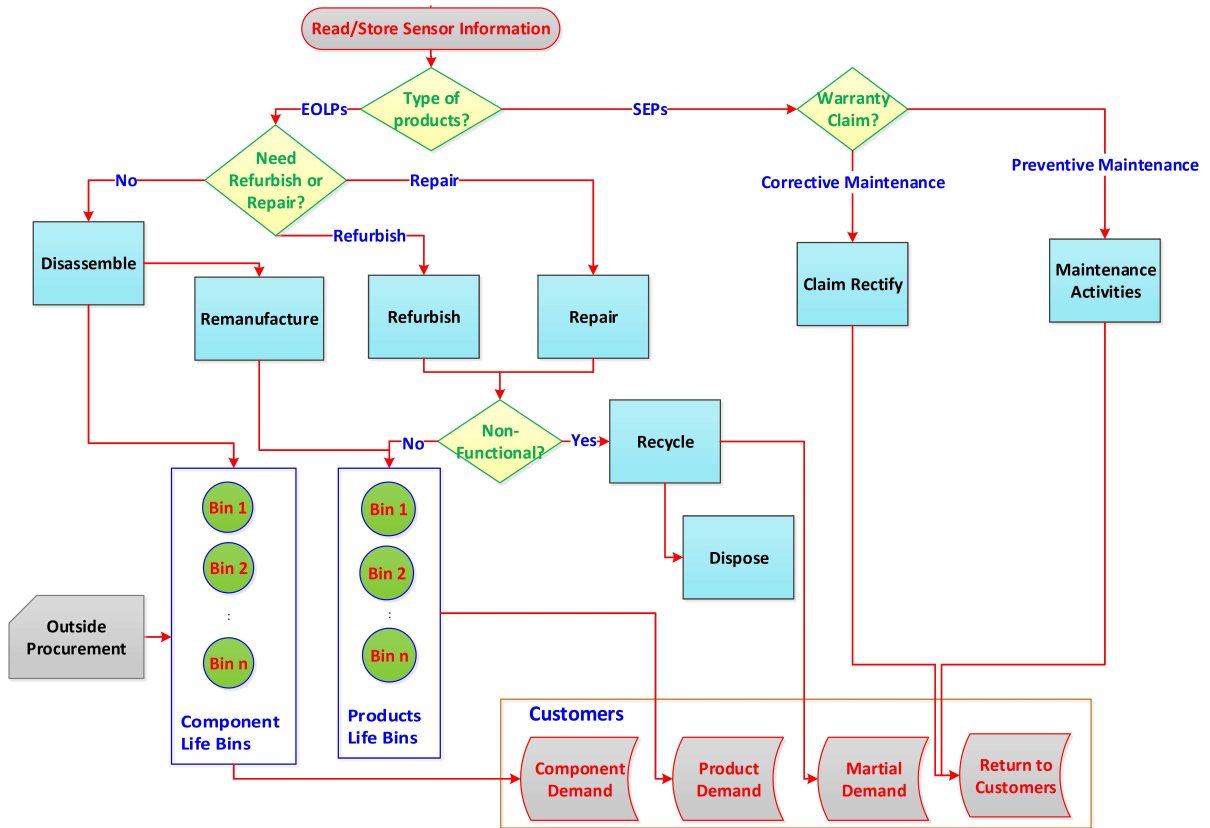 Read/Store Sensor Information
Type of
products?
EOLPs
SEPs
Warranty
Claim?
Need
Refurbish or
Repair?
No
Repair
Refurbish
Corrective Maintenance
Preventive Maintenance
Disassemble
Remanufacture
Refurbish
Repair
Claim Rectify
Maintenance
Activities
Non-
Functional?
No
Yes
Recycle
Dispose
Bin 1
Bin 2
:
Bin n
Component
Life Bins
Bin 1
Bin 2
:
Bin n
Products
Life Bins
Outside
Procurement
Customers
Component
Demand
Product
Demand
Martial
Demand
Return to
Customers